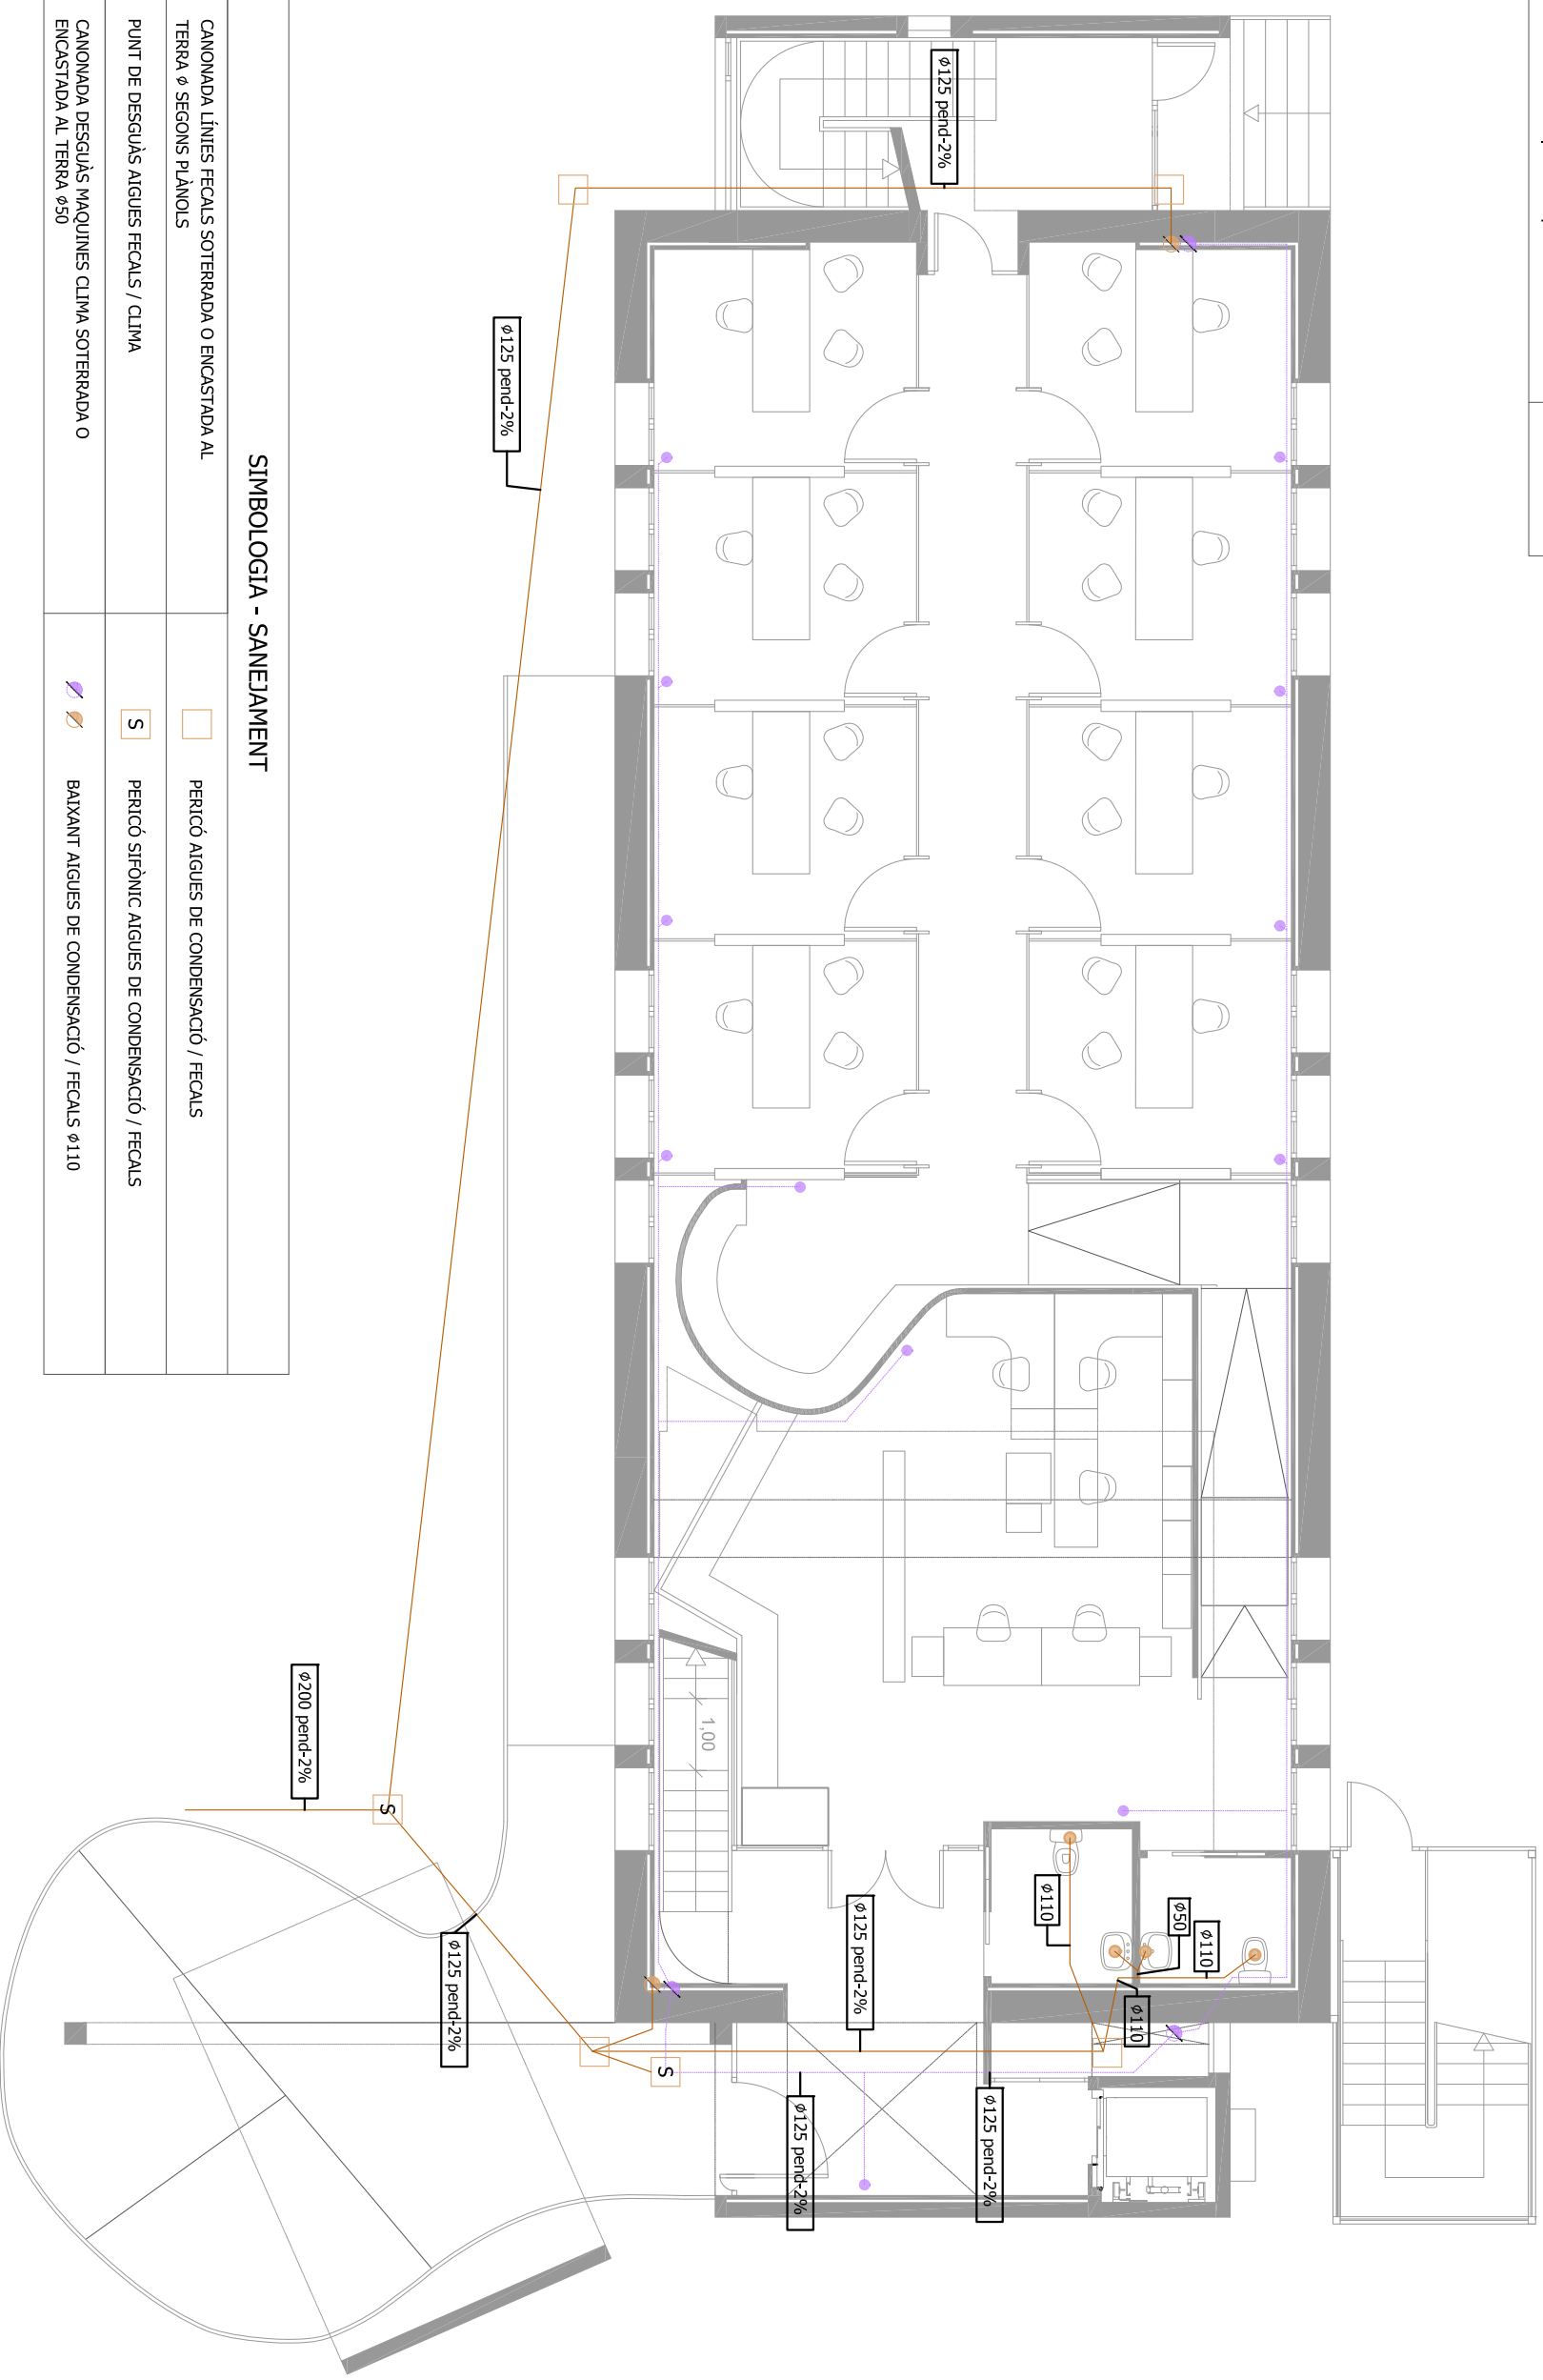 SIMBOLOGIA - SANEJAMENT
CANONADA LÍNIES FECALS SOTERRADA O ENCASTADA AL
TERRA ø SEGONS PLÀNOLS
PERICÓ AIGUES DE CONDENSACIÓ / FECALS
PUNT DE DESGUÀS AIGUES FECALS / CLIMA
S
PERICÓ SIFÒNIC AIGUES DE CONDENSACIÓ / FECALS
CANONADA DESGUÀS MAQUINES CLIMA SOTERRADA O
ENCASTADA AL TERRA ø50
BAIXANT AIGUES DE CONDENSACIÓ / FECALS ø110
ø125 pend-2%
ø125 pend-2%
ø200 pend-2%
S
ø125 pend-2%
1,00
ø125 pend-2%
ø110
ø50
ø110
ø110
S
ø125 pend-2%
ø125 pend-2%